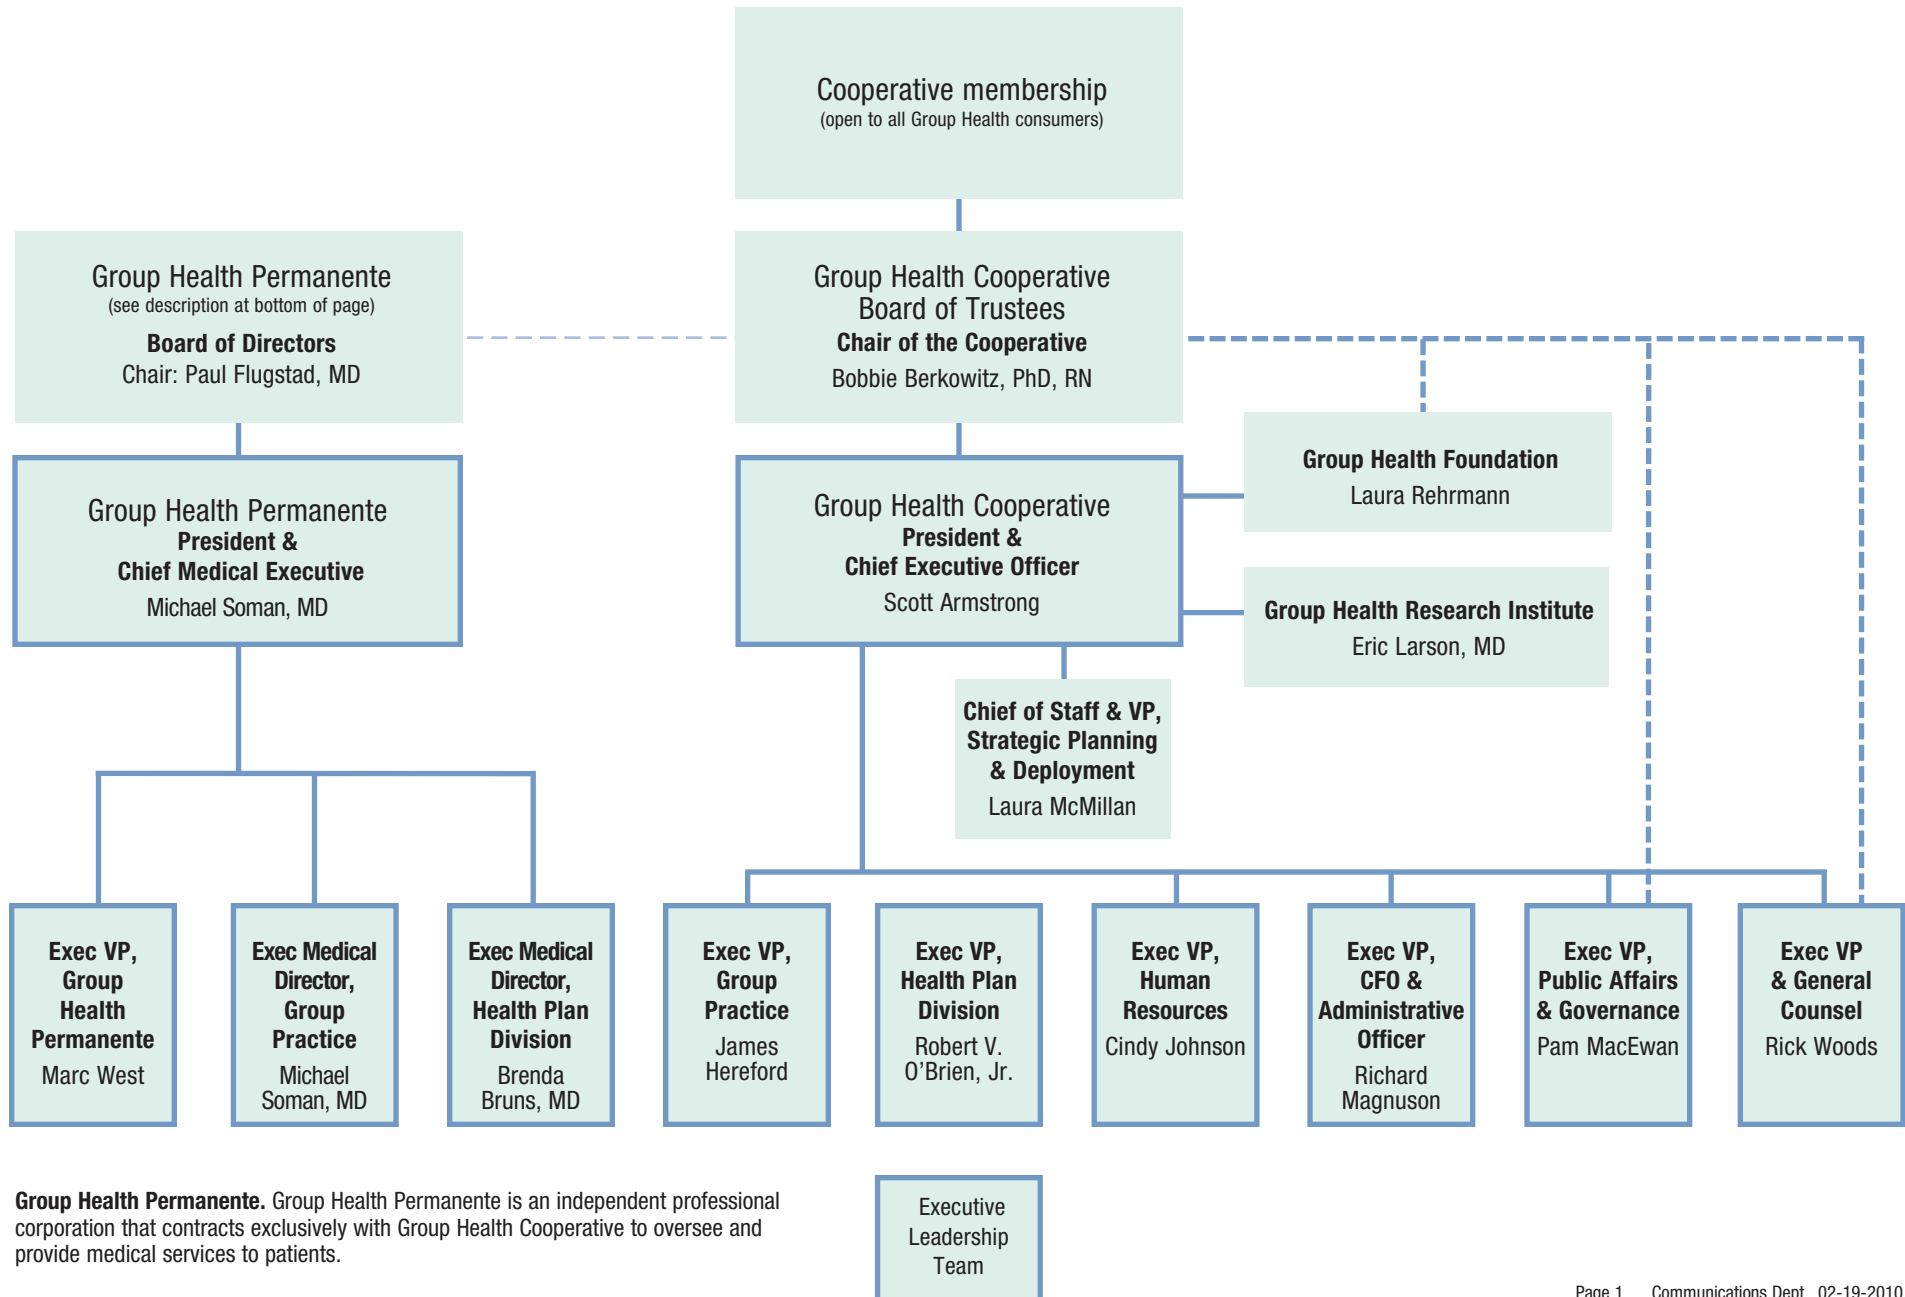 Cooperative membership
(open to all Group Health consumers)
Group Health Permanente
(see description at bottom of page)
Board of Directors
Chair: Paul Flugstad, MD
Group Health Cooperative
Board of Trustees
Chair of the Cooperative
Bobbie Berkowitz, PhD, RN
Group Health Permanente
President &
Chief Medical Executive
Michael Soman, MD
Group Health Cooperative
President &
Chief Executive Officer
Scott Armstrong
Group Health Foundation
Laura Rehrmann
Group Health Research Institute
Eric Larson, MD
Chief of Staff & VP,
Strategic Planning
& Deployment
Laura McMillan
Exec VP,
Group
Health
Permanente
Marc West
Exec Medical
Director,
Group
Practice
Michael
Soman, MD
Exec Medical
Director,
Health Plan
Division
Brenda
Bruns, MD
Exec VP,
Group
Practice
James
Hereford
Exec VP,
Health Plan
Division
Robert V.
O’Brien, Jr.
Exec VP,
Human
Resources
Cindy Johnson
Exec VP,
CFO &
Administrative
Officer
Richard
Magnuson
Exec VP,
Public Affairs
& Governance
Pam MacEwan
Exec VP
& General
Counsel
Rick Woods
Group Health Permanente. Group Health Permanente is an independent professional
corporation that contracts exclusively with Group Health Cooperative to oversee and
provide medical services to patients.
Executive
Leadership
Team
Page 1 Communications Dept 02-19-2010